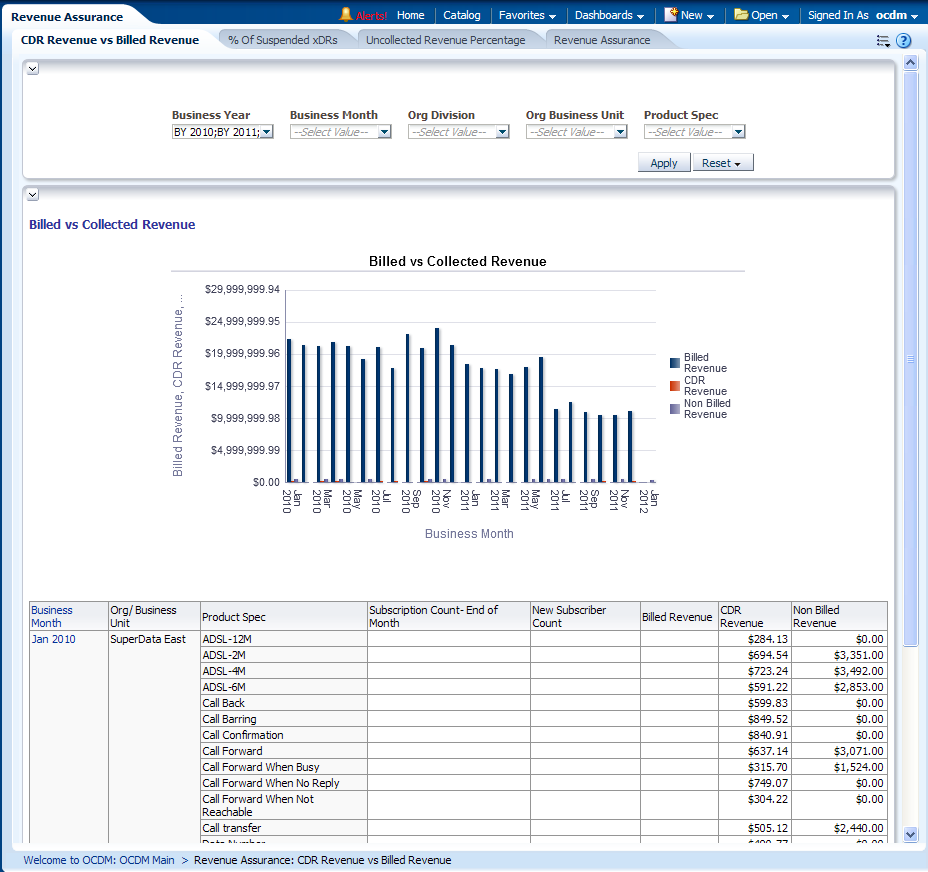 Revenue Assurance
Alerts! Home Catalog Favorites Dashboards New Open Signed In As ocdm
CDR Revenue vs Billed Revenue % Of Suspended xDRs Uncollected Revenue Percentage Revenue Assurance
Business Year Business Month Org Division Org Business Unit Product Spec
BY 2010;BY 2011; --Select Value-- --Select Value-- --Select Value-- --Select Value--
Apply Reset
Billed vs Collected Revenue
Billed vs Collected Revenue
Billed Revenue, CDR Revenue, ...
$29,999,999.94
$24,999,999.95
$19,999,999.96
$14,999,999.97
$9,999,999.98
$4,999,999.99
$0.00
Billed
Revenue
CDR
Revenue
Non Billed
Revenue
Jan Mar May Jul Sep Nov Jan Mar May Jul Sep Nov Jan
2010 2010 2010 2010 2010 2010 2011 2011 2011 2011 2011 2011 2012
Business Month
Business Month Org/ Business Unit Product Spec Subscription Count- End of Month New Subscriber Count Billed Revenue CDR Revenue Non Billed Revenue
Jan 2010 SuperData East ADSL-12M $284.13 $0.00
ADSL-2M $694.54 $3,351.00
ADSL-4M $723.24 $3,492.00
ADSL-6M $591.22 $2,853.00
Call Back $599.83 $0.00
Call Barring $849.52 $0.00
Call Confirmation $840.91 $0.00
Call Forward $637.14 $3,071.00
Call Forward When Busy $315.70 $1,524.00
Call Forward When No Reply $749.07 $0.00
Call Forward When Not $304.22 $0.00
Reachable
Call transfer $505.12 $2,440.00
Welcome to OCDM: OCDM Main > Revenue Assurance: CDR Revenue vs Billed Revenue